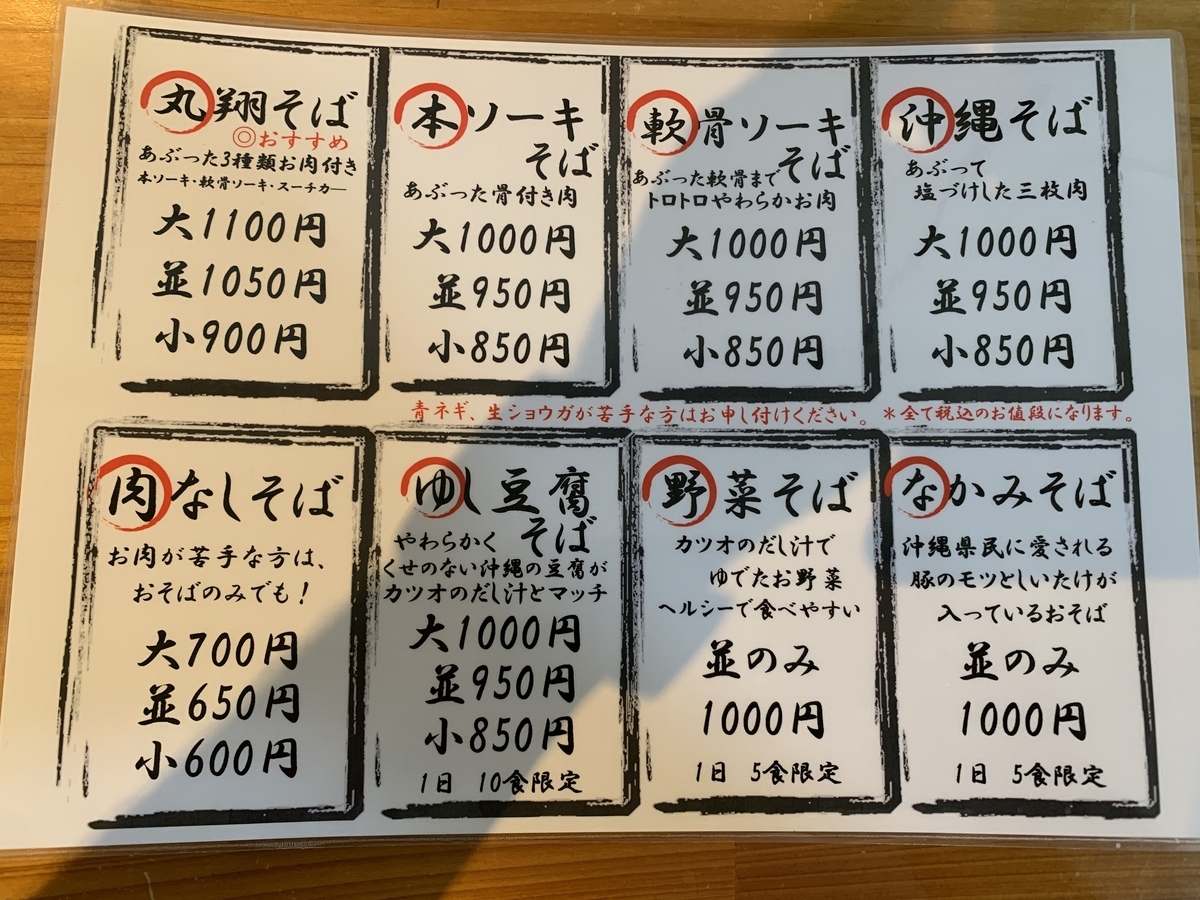 丸翔そば
◎おすすめ
あぶった3種類お肉付き
本ソーキ・軟骨ソーキ・スーチカー
大1100円
並1050円
小900円
本ソーキ
そば
あぶった骨付き肉
大1000円
並950円
小850円
軟骨ソーキ
そば
あぶった軟骨まで
トロトロやわらかお肉
大1000円
並950円
小850円
沖縄そば
あぶって
塩づけした三枚肉
大1000円
並950円
小850円
青ネギ、生ショウガが苦手な方はお申し付けください。 *全て税込のお値段になります。
肉なしそば
お肉が苦手な方は、
おそばのみでも!
大700円
並650円
小600円
ゆし豆腐
そば
やわらかく
くせのない沖縄の豆腐が
カツオのだし汁とマッチ
大1000円
並950円
小850円
1日 10食限定
野菜そば
カツオのだし汁で
ゆでたお野菜
ヘルシーで食べやすい
並のみ
1000円
1日 5食限定
なかみそば
沖縄県民に愛される
豚のモツとしいたけが
入っているおそば
並のみ
1000円
1日 5食限定